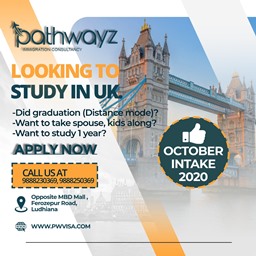 pathwayz
IMMIGRATION CONSULTANCY
LOOKING TO
STUDY IN UK-
-Did graduation (Distance mode)?
-Want to take spouse, kids along?
-Want to study 1 year?
APPLY NOW
CALL US AT
9888230369, 9888250369
Opposite MBD Mall ,
Ferozepur Road,
Ludhiana
WWW.PWVISA.COM
OCTOBER
INTAKE
2020